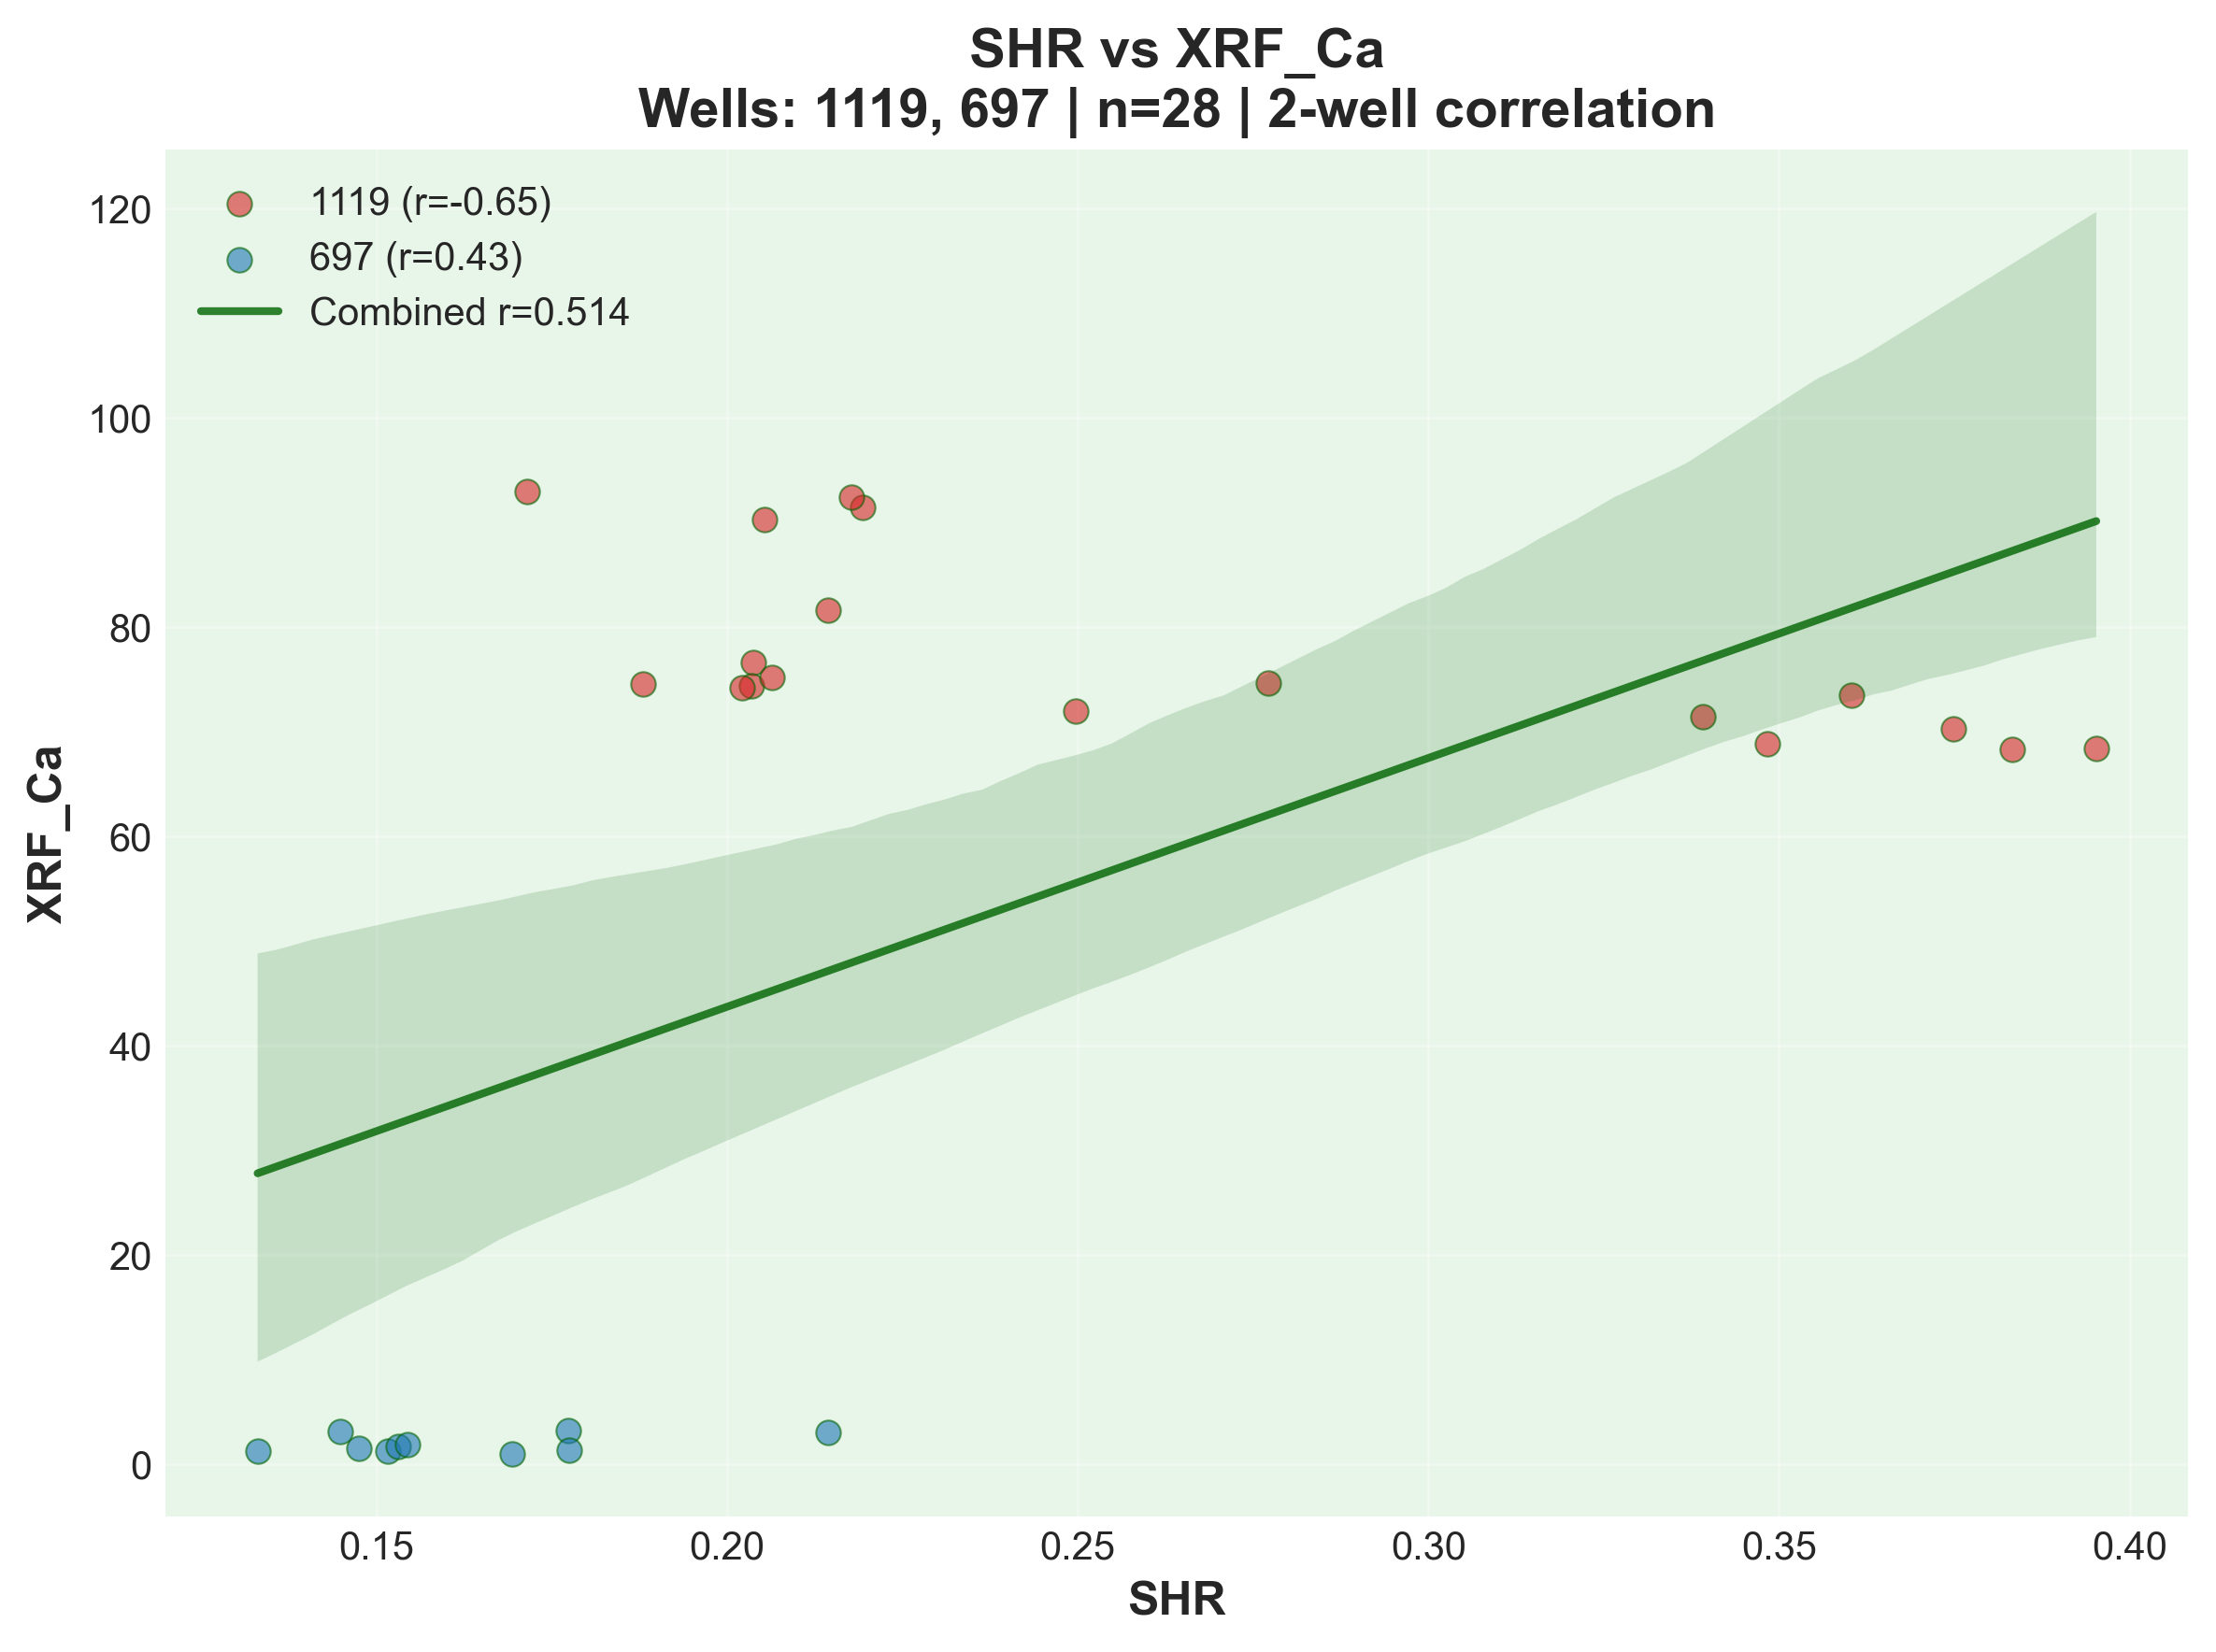 SHR vs XRF_Ca
Wells: 1119, 697 | n=28 | 2-well correlation
1119 (r=-0.65)
697 (r=0.43)
Combined r=0.514
120
100
80
60
40
20
0
XRF_Ca
0.15 0.20 0.25 0.30 0.35 0.40
SHR